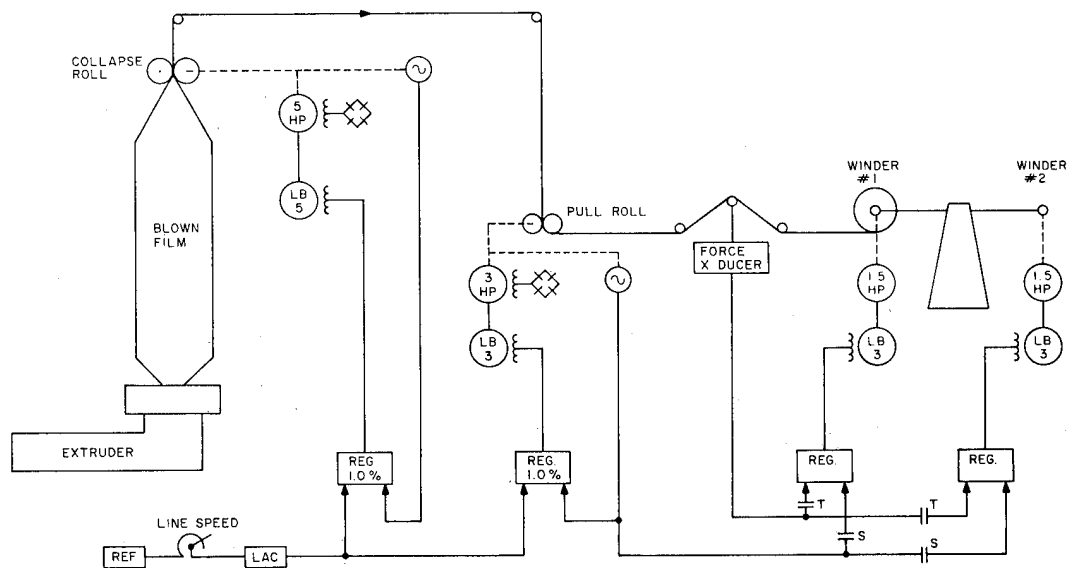 COLLAPSE
ROLL
5
HP
LB
5
BLOWN
FILM
EXTRUDER
PULL ROLL
3
HP
LB
3
FORCE
X DUCER
WINDER
#1
WINDER
#2
1.5
HP
LB
3
1.5
HP
LB
3
REG
1.0%
REG.
1.0%
REG.
REG.
T
T
S
S
LINE SPEED
REF
LAC